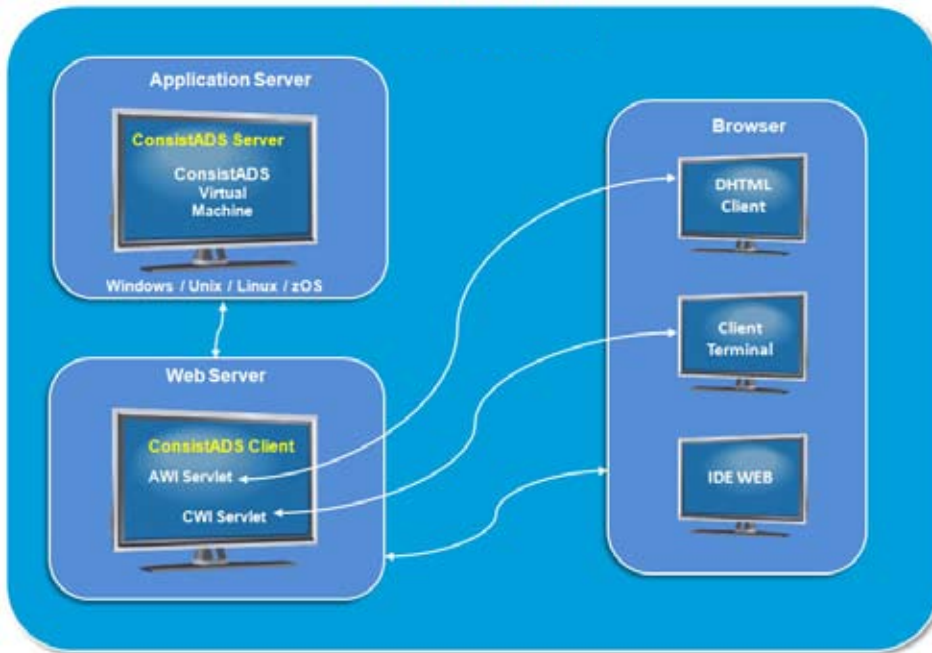 Application Server
ConsistADS Server
ConsistADS
Virtual
Machine
Windows / Unix / Linux / zOS
Web Server
ConsistADS Client
AWI Servlet
CWI Servlet
Browser
DHTML
Client
Client
Terminal
IDE WEB